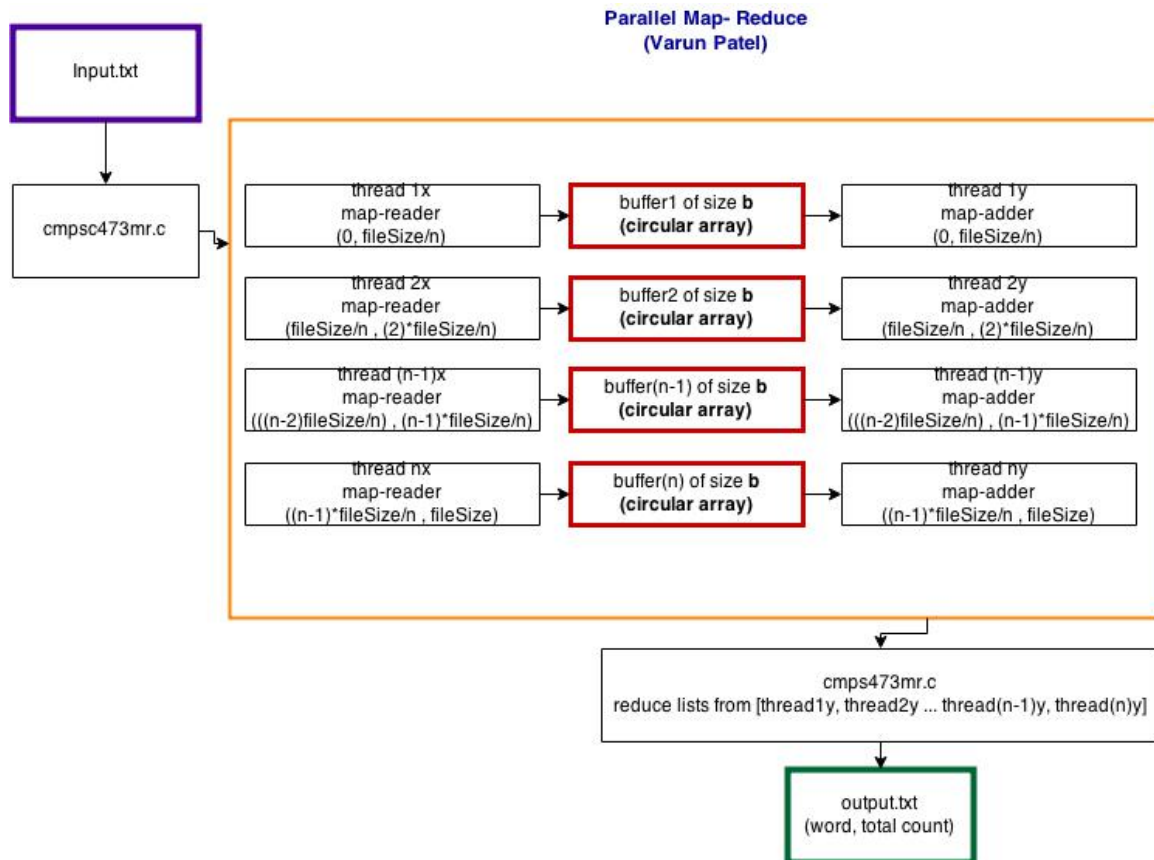 Parallel Map- Reduce
(Varun Patel)
Input.txt
cmpsc473mr.c
thread 1x
map-reader
(0, fileSize/n)
buffer1 of size b
(circular array)
thread 1y
map-adder
(0, fileSize/n)
thread 2x
map-reader
(fileSize/n , (2)*fileSize/n)
buffer2 of size b
(circular array)
thread 2y
map-adder
(fileSize/n , (2)*fileSize/n)
thread (n-1)x
map-reader
(((n-2)fileSize/n) , (n-1)*fileSize/n)
buffer(n-1) of size b
(circular array)
thread (n-1)y
map-adder
(((n-2)fileSize/n) , (n-1)*fileSize/n)
thread nx
map-reader
((n-1)*fileSize/n , fileSize)
buffer(n) of size b
(circular array)
thread ny
map-adder
((n-1)*fileSize/n , fileSize)
cmps473mr.c
reduce lists from [thread1y, thread2y ... thread(n-1)y, thread(n)y]
output.txt
(word, total count)